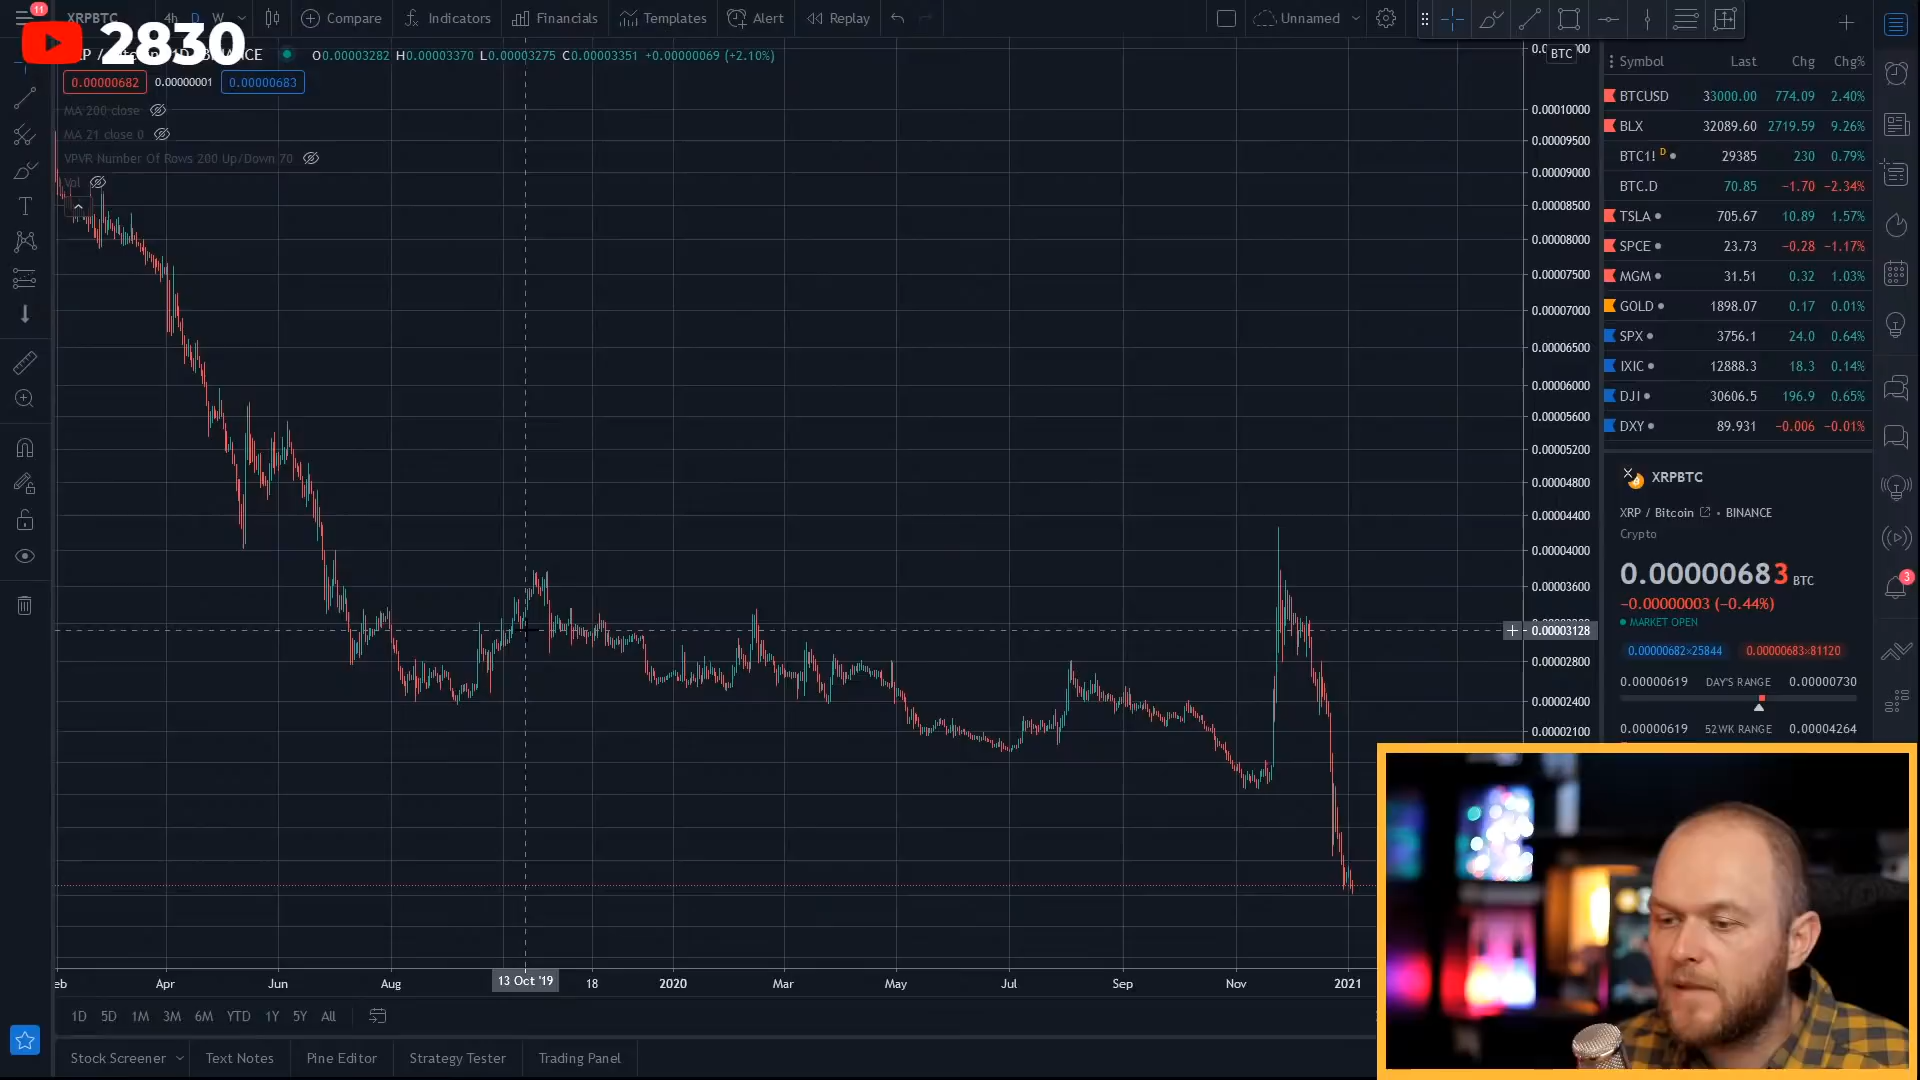 11
XRPBTC 4h D W Compare Indicators Financials Templates Alert Replay Unnamed
2830
BINANCE O0.00003282 H0.00003370 L0.00003275 C0.00003351 +0.00000069 (+2.10%)
0.00000682 0.00000001 0.00000683
MA 200 close
MA 21 close 0
VPVR Number Of Rows 200 Up/Down 70
Vol
BTC
0.00010000
0.00009500
0.00009000
0.00008500
0.00008000
0.00007500
0.00007000
0.00006500
0.00006000
0.00005600
0.00005200
0.00004800
0.00004400
0.00004000
0.00003600
0.00003128
0.00002800
0.00002400
0.00002100
Symbol Last Chg Chg%
BTCUSD 33000.00 774.09 2.40%
BLX 32089.60 2719.59 9.26%
BTC1! D 29385 230 0.79%
BTC.D 70.85 −1.70 −2.34%
TSLA 705.67 10.89 1.57%
SPCE 23.73 −0.28 −1.17%
MGM 31.51 0.32 1.03%
GOLD 1898.07 0.17 0.01%
SPX 3756.1 24.0 0.64%
IXIC 12888.3 18.3 0.14%
DJI 30606.5 196.9 0.65%
DXY 89.931 −0.006 −0.01%
XRPBTC
XRP / Bitcoin • BINANCE
Crypto
0.00000683 BTC
−0.00000003 (−0.44%)
MARKET OPEN
0.00000682×25844 0.00000683×81120
0.00000619 DAY'S RANGE 0.00000730
0.00000619 52WK RANGE 0.00004264
3
eb Apr Jun Aug 13 Oct '19 18 2020 Mar May Jul Sep Nov 2021
1D 5D 1M 3M 6M YTD 1Y 5Y All
Stock Screener Text Notes Pine Editor Strategy Tester Trading Panel